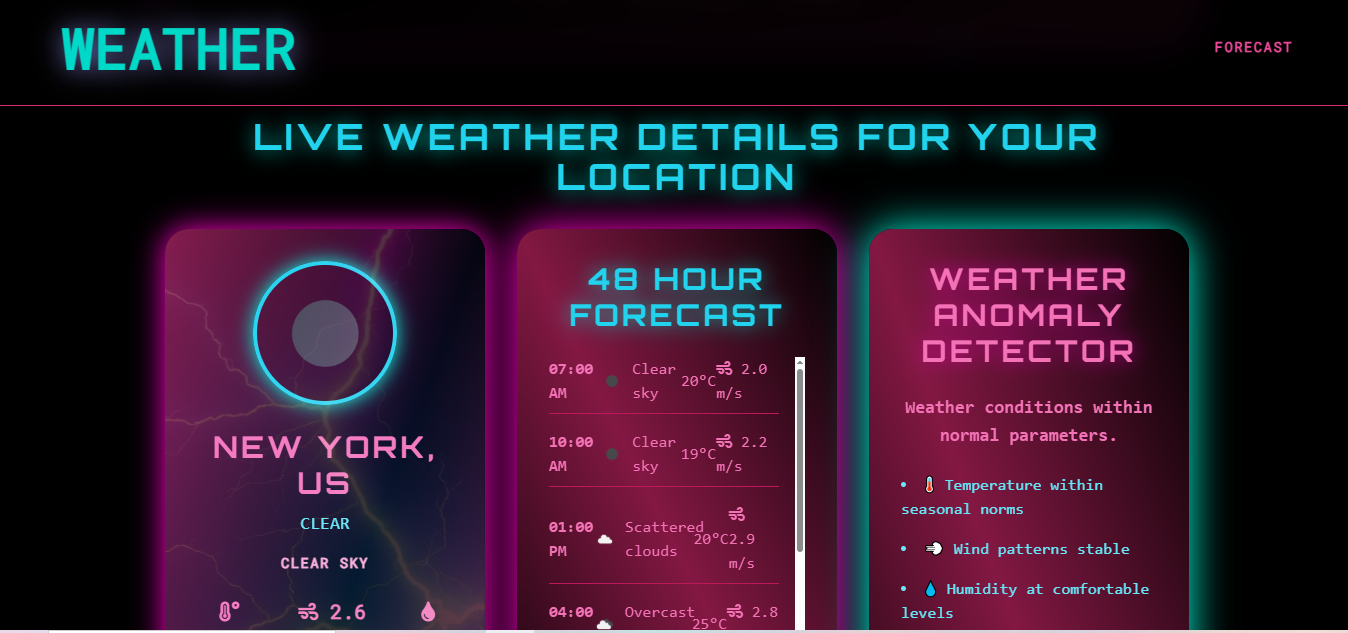 WEATHER
FORECAST
LIVE WEATHER DETAILS FOR YOUR
LOCATION
NEW YORK,
US
CLEAR
CLEAR SKY
2.6
48 HOUR
FORECAST
07:00 AM Clear sky 20°C 2.0 m/s
10:00 AM Clear sky 19°C 2.2 m/s
01:00 PM Scattered clouds 20°C 2.9 m/s
04:00 Overcast 25°C 2.8
WEATHER
ANOMALY
DETECTOR
Weather conditions within
normal parameters.
• Temperature within
seasonal norms
• Wind patterns stable
• Humidity at comfortable
levels